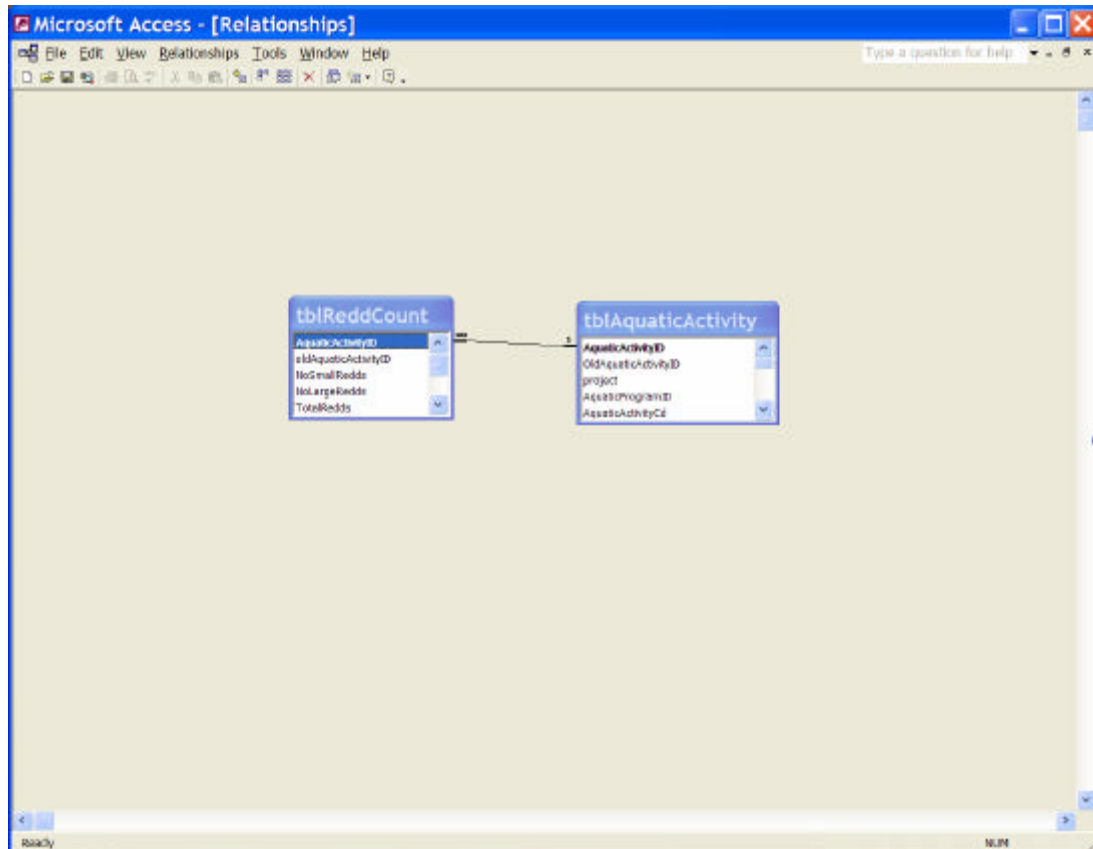 Microsoft Access - [Relationships]
File Edit View Relationships Tools Window Help
Type a question for help
tblReddCount
AquaticActivityID
oldAquaticActivityID
NoSmallRedds
NoLargeRedds
TotalRedds
∞
1
tblAquaticActivity
AquaticActivityID
OldAquaticActivityID
project
AquaticProgramID
AquaticActivityCd
Ready
NUM